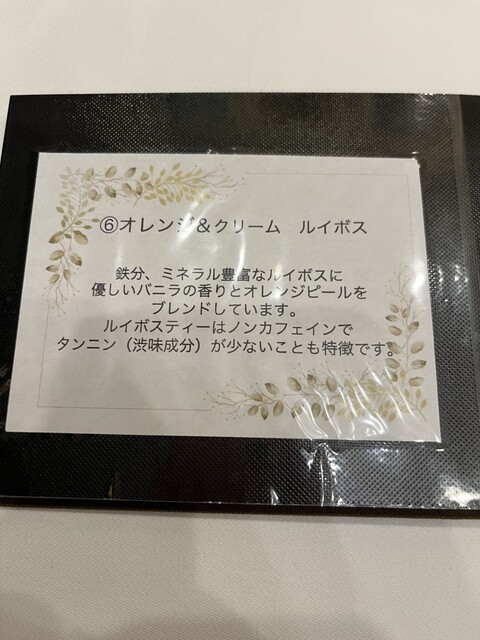 ⑥オレンジ&クリーム　ルイボス
鉄分、ミネラル豊富なルイボスに
優しいバニラの香りとオレンジピールを
ブレンドしています。
ルイボスティーはノンカフェインで
タンニン（渋味成分）が少ないことも特徴です。